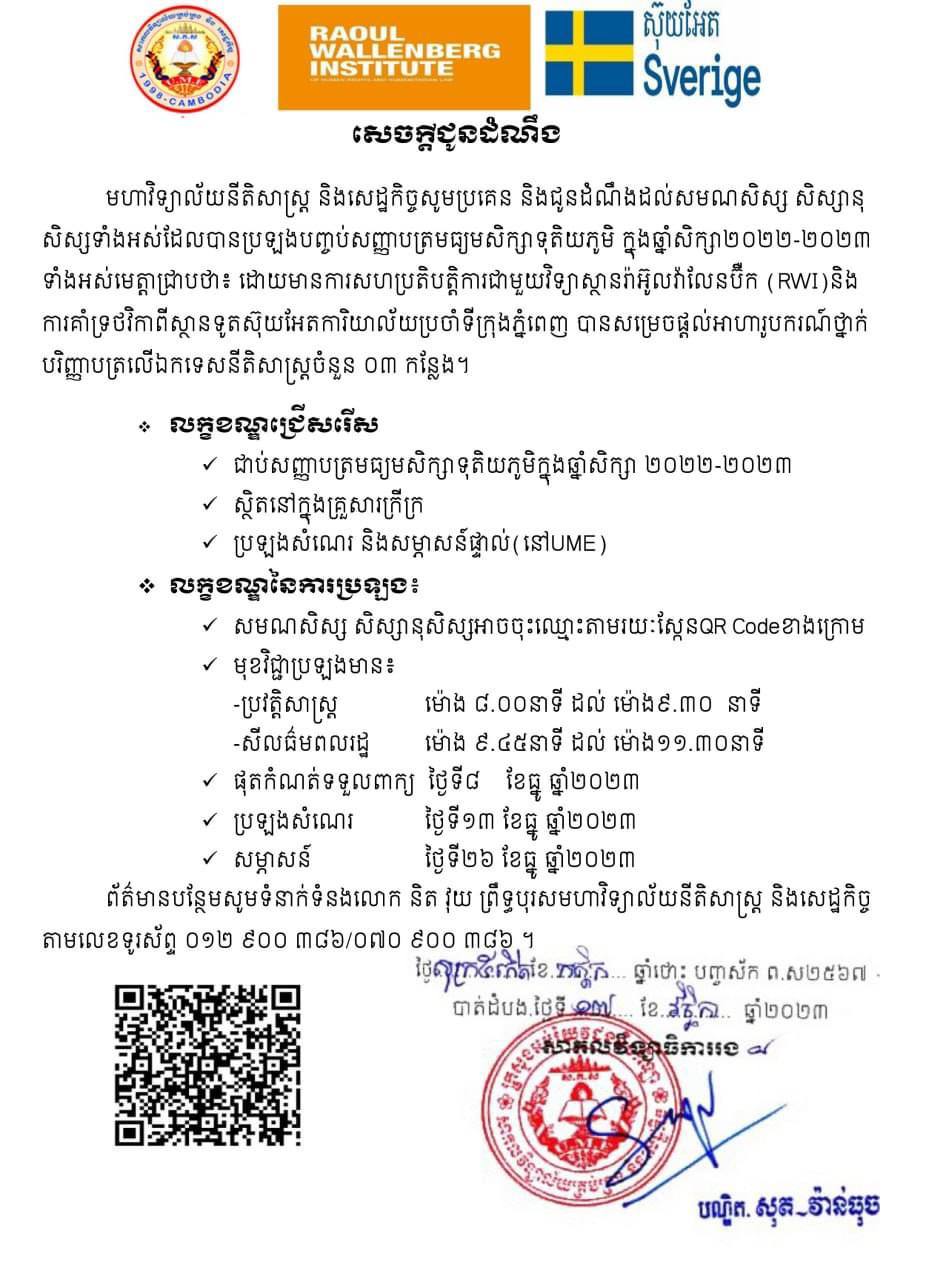 RAOUL
WALLENBERG
INSTITUTE
OF HUMAN RIGHTS AND HUMANITARIAN LAW
ស៊ុយអែត
Sverige
1998-CAMBODIA
សេចក្តីជូនដំណឹង
មហាវិទ្យាល័យនីតិសាស្ត្រ និងសេដ្ឋកិច្ចសូមប្រគេន និងជូនដំណឹងដល់សមណសិស្ស សិស្សានុ
សិស្សទាំងអស់ដែលបានប្រឡងបញ្ចប់សញ្ញាបត្រមធ្យមសិក្សាទុតិយភូមិ ក្នុងឆ្នាំសិក្សា២០២២-២០២៣
ទាំងអស់មេត្តាជ្រាបថា៖ ដោយមានការសហប្រតិបត្តិការជាមួយវិទ្យាស្ថានរ៉ាអ៊ូលវ៉ាលែនប៊ឺក (RWI)និង
ការគាំទ្រថវិកាពីស្ថានទូតស៊ុយអែតការិយាល័យប្រចាំទីក្រុងភ្នំពេញ បានសម្រេចផ្តល់អាហារូបករណ៍ថ្នាក់
បរិញ្ញាបត្រលើឯកទេសនីតិសាស្ត្រចំនួន ០៣ កន្លែង។
❖ លក្ខខណ្ឌជ្រើសរើស
✓ ជាប់សញ្ញាបត្រមធ្យមសិក្សាទុតិយភូមិក្នុងឆ្នាំសិក្សា ២០២២-២០២៣
✓ ស្ថិតនៅក្នុងគ្រួសារក្រីក្រ
✓ ប្រឡងសំណេរ និងសម្ភាសន៍ផ្ទាល់(នៅUME)
❖ លក្ខខណ្ឌនៃការប្រឡង៖
✓ សមណសិស្ស សិស្សានុសិស្សអាចចុះឈ្មោះតាមរយៈស្កែនQR Codeខាងក្រោម
✓ មុខវិជ្ជាប្រឡងមាន៖
-ប្រវត្តិសាស្ត្រ ម៉ោង ៨.០០នាទី ដល់ ម៉ោង៩.៣០ នាទី
-សីលធ៌មពលរដ្ឋ ម៉ោង ៩.៤៥នាទី ដល់ ម៉ោង១១.៣០នាទី
✓ ផុតកំណត់ទទួលពាក្យ ថ្ងៃទី៨ ខែធ្នូ ឆ្នាំ២០២៣
✓ ប្រឡងសំណេរ ថ្ងៃទី១៣ ខែធ្នូ ឆ្នាំ២០២៣
✓ សម្ភាសន៍ ថ្ងៃទី២៦ ខែធ្នូ ឆ្នាំ២០២៣
ព័ត៌មានបន្ថែមសូមទំនាក់ទំនងលោក និត វុយ ព្រឹទ្ធបុរសមហាវិទ្យាល័យនីតិសាស្ត្រ និងសេដ្ឋកិច្ច
តាមលេខទូរស័ព្ទ ០១២ ៩០០ ៣៨៦/០៧០ ៩០០ ៣៨៦ ។
ថ្ងៃសុក្រ ៥កើត ខែ.កត្តិក... ឆ្នាំថោះ បញ្ចស័ក ព.ស២៥៦៧
បាត់ដំបង.ថ្ងៃទី ១៧.... ខែ..វិច្ឆិកា... ឆ្នាំ២០២៣
សាកលវិទ្យាធិការរង
បណ្ឌិត. សុត វ៉ាន់ធុច